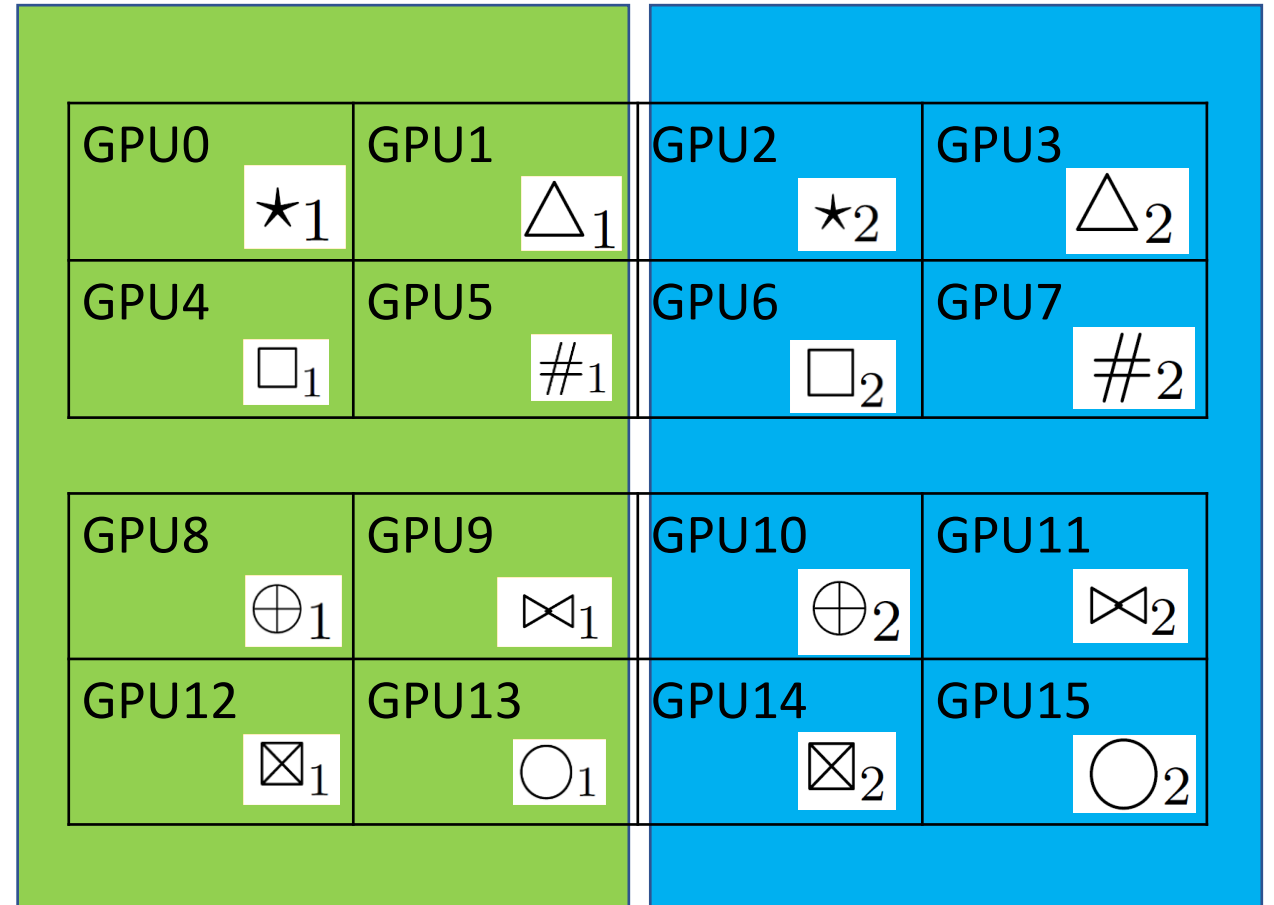 GPU0 GPU1 GPU2 GPU3
⋆1 △1 ⋆2 △2
GPU4 GPU5 GPU6 GPU7
□1 #1 □2 #2
GPU8 GPU9 GPU10 GPU11
⊕1 ⋈1 ⊕2 ⋈2
GPU12 GPU13 GPU14 GPU15
⊠1 ○1 ⊠2 ○2